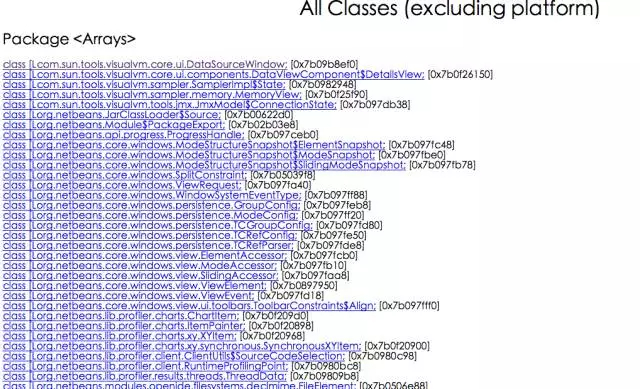 All Classes (excluding platform)
Package <Arrays>
class [Lcom.sun.tools.visualvm.core.ui.DataSourceWindow; [0x7b09b8ef0]
class [Lcom.sun.tools.visualvm.core.ui.components.DataViewComponent$DetailsView; [0x7b0f26150]
class [Lcom.sun.tools.visualvm.sampler.SamplerImpl$State; [0x7b0982948]
class [Lcom.sun.tools.visualvm.sampler.memory.MemoryView; [0x7b0f25f90]
class [Lcom.sun.tools.visualvm.tools.jmx.JmxModel$ConnectionState; [0x7b097db38]
class [Lorg.netbeans.JarClassLoader$Source; [0x7b00622d0]
class [Lorg.netbeans.Module$PackageExport; [0x7b02b03e8]
class [Lorg.netbeans.api.progress.ProgressHandle; [0x7b097ceb0]
class [Lorg.netbeans.core.windows.ModeStructureSnapshot$ElementSnapshot; [0x7b097fc48]
class [Lorg.netbeans.core.windows.ModeStructureSnapshot$ModeSnapshot; [0x7b097fbe0]
class [Lorg.netbeans.core.windows.ModeStructureSnapshot$SlidingModeSnapshot; [0x7b097fb78]
class [Lorg.netbeans.core.windows.SplitConstraint; [0x7b05039f8]
class [Lorg.netbeans.core.windows.ViewRequest; [0x7b097fa40]
class [Lorg.netbeans.core.windows.WindowSystemEventType; [0x7b097ff88]
class [Lorg.netbeans.core.windows.persistence.GroupConfig; [0x7b097feb8]
class [Lorg.netbeans.core.windows.persistence.ModeConfig; [0x7b097ff20]
class [Lorg.netbeans.core.windows.persistence.TCGroupConfig; [0x7b097fd80]
class [Lorg.netbeans.core.windows.persistence.TCRefConfig; [0x7b097fe50]
class [Lorg.netbeans.core.windows.persistence.TCRefParser; [0x7b097fde8]
class [Lorg.netbeans.core.windows.view.ElementAccessor; [0x7b097fcb0]
class [Lorg.netbeans.core.windows.view.ModeAccessor; [0x7b097fb10]
class [Lorg.netbeans.core.windows.view.SlidingAccessor; [0x7b097faa8]
class [Lorg.netbeans.core.windows.view.ViewElement; [0x7b0897950]
class [Lorg.netbeans.core.windows.view.ViewEvent; [0x7b097fd18]
class [Lorg.netbeans.core.windows.view.ui.toolbars.ToolbarConstraints$Align; [0x7b097fff0]
class [Lorg.netbeans.lib.profiler.charts.ChartItem; [0x7b0f209d0]
class [Lorg.netbeans.lib.profiler.charts.ItemPainter; [0x7b0f20898]
class [Lorg.netbeans.lib.profiler.charts.xy.XYItem; [0x7b0f20968]
class [Lorg.netbeans.lib.profiler.charts.xy.synchronous.SynchronousXYItem; [0x7b0f20900]
class [Lorg.netbeans.lib.profiler.client.ClientUtils$SourceCodeSelection; [0x7b0980c98]
class [Lorg.netbeans.lib.profiler.client.RuntimeProfilingPoint; [0x7b0980bc8]
class [Lorg.netbeans.lib.profiler.results.threads.ThreadData; [0x7b09809b8]
class [Lorg.netbeans.modules.openide.filesystems.declmime.FileElement; [0x7b0506e88]